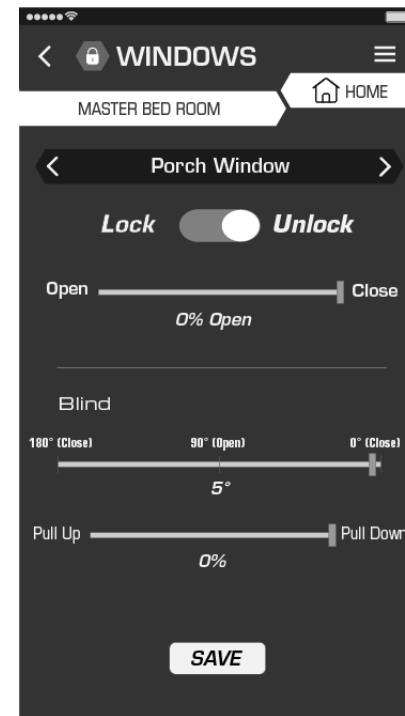 WINDOWS
HOME
MASTER BED ROOM
Porch Window
Lock Unlock
Open Close
0% Open
Blind
180° (Close) 90° (Open) 0° (Close)
5°
Pull Up Pull Down
0%
SAVE